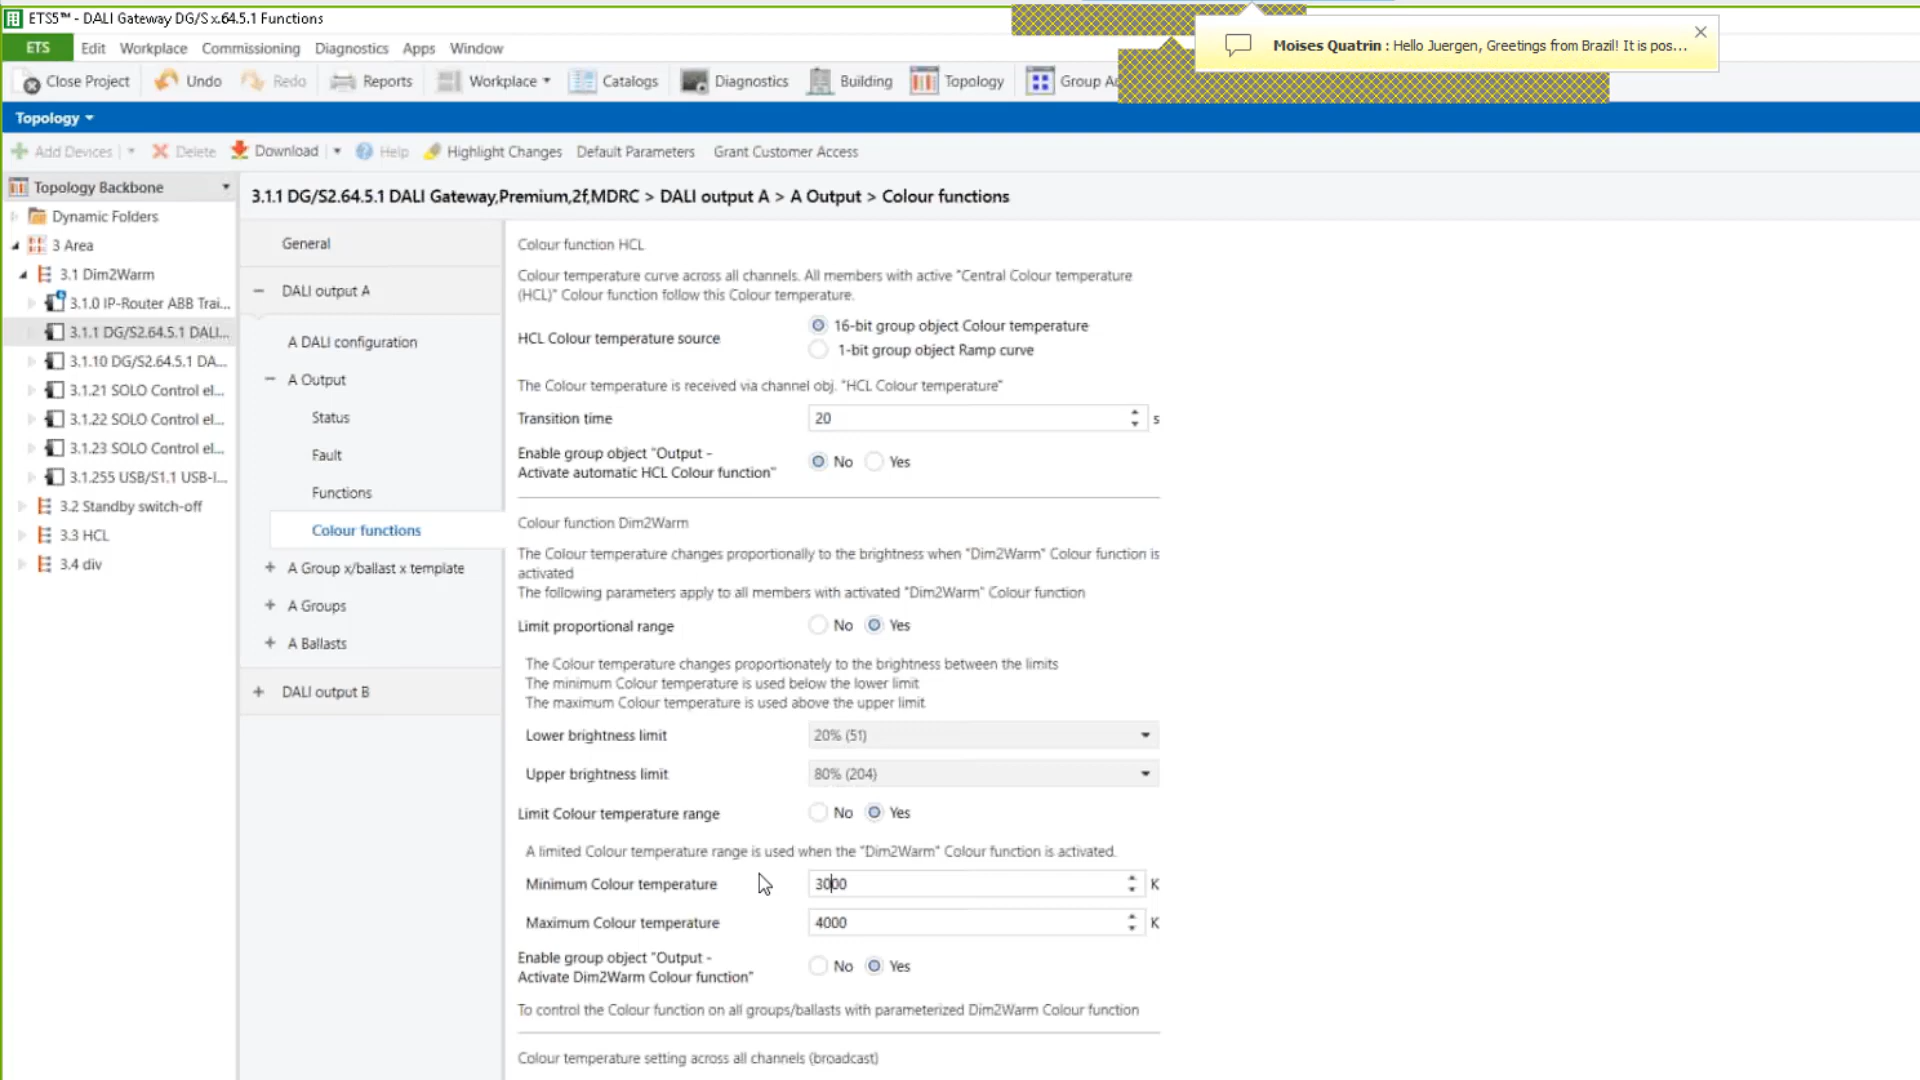 ETS5™ - DALI Gateway DG/S x.64.5.1 Functions
Moises Quatrin : Hello Juergen, Greetings from Brazil! It is pos...
ETS Edit Workplace Commissioning Diagnostics Apps Window
Close Project Undo Redo Reports Workplace Catalogs Diagnostics Building Topology Group A
Topology
Add Devices Delete Download Help Highlight Changes Default Parameters Grant Customer Access
Topology Backbone
Dynamic Folders
3 Area
3.1 Dim2Warm
3.1.0 IP-Router ABB Trai...
3.1.1 DG/S2.64.5.1 DALI...
3.1.10 DG/S2.64.5.1 DA...
3.1.21 SOLO Control el...
3.1.22 SOLO Control el...
3.1.23 SOLO Control el...
3.1.255 USB/S1.1 USB-I...
3.2 Standby switch-off
3.3 HCL
3.4 div
3.1.1 DG/S2.64.5.1 DALI Gateway,Premium,2f,MDRC > DALI output A > A Output > Colour functions
General
DALI output A
A DALI configuration
A Output
Status
Fault
Functions
Colour functions
A Group x/ballast x template
A Groups
A Ballasts
DALI output B
Colour function HCL
Colour temperature curve across all channels. All members with active "Central Colour temperature
(HCL)" Colour function follow this Colour temperature.
HCL Colour temperature source
16-bit group object Colour temperature
1-bit group object Ramp curve
The Colour temperature is received via channel obj. "HCL Colour temperature"
Transition time 20 s
Enable group object "Output -
Activate automatic HCL Colour function" No Yes
Colour function Dim2Warm
The Colour temperature changes proportionally to the brightness when "Dim2Warm" Colour function is
activated
The following parameters apply to all members with activated "Dim2Warm" Colour function
Limit proportional range No Yes
The Colour temperature changes proportionately to the brightness between the limits
The minimum Colour temperature is used below the lower limit
The maximum Colour temperature is used above the upper limit
Lower brightness limit 20% (51)
Upper brightness limit 80% (204)
Limit Colour temperature range No Yes
A limited Colour temperature range is used when the "Dim2Warm" Colour function is activated.
Minimum Colour temperature 3000 K
Maximum Colour temperature 4000 K
Enable group object "Output -
Activate Dim2Warm Colour function" No Yes
To control the Colour function on all groups/ballasts with parameterized Dim2Warm Colour function
Colour temperature setting across all channels (broadcast)